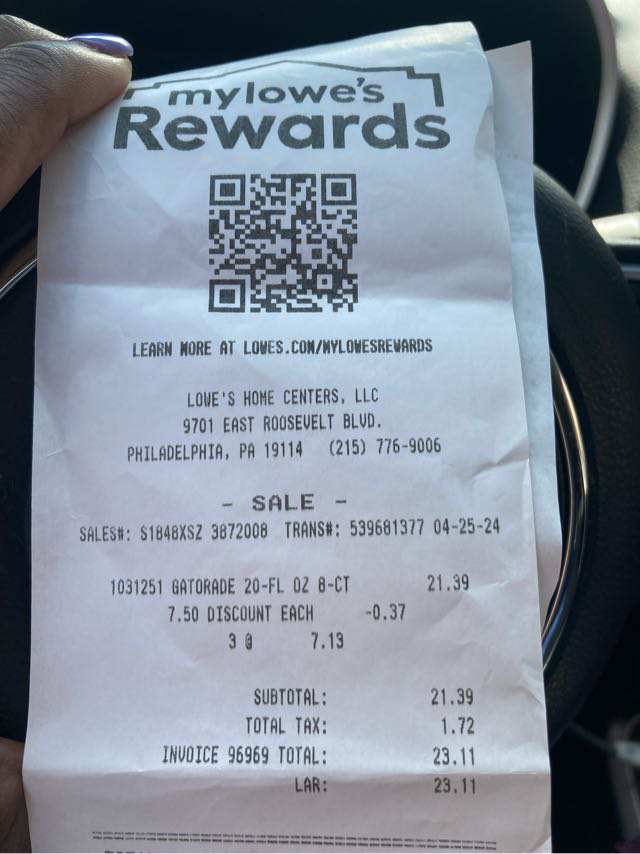 mylowe's
Rewards
LEARN MORE AT LOWES.COM/MYLOWESREWARDS
LOWE'S HOME CENTERS, LLC
9701 EAST ROOSEVELT BLVD.
PHILADELPHIA, PA 19114 (215) 776-9006
- SALE -
SALES#: S1848XSZ 3872008 TRANS#: 539681377 04-25-24
1031251 GATORADE 20-FL OZ 8-CT 21.39
7.50 DISCOUNT EACH -0.37
3 @ 7.13
SUBTOTAL: 21.39
TOTAL TAX: 1.72
INVOICE 96969 TOTAL: 23.11
LAR: 23.11